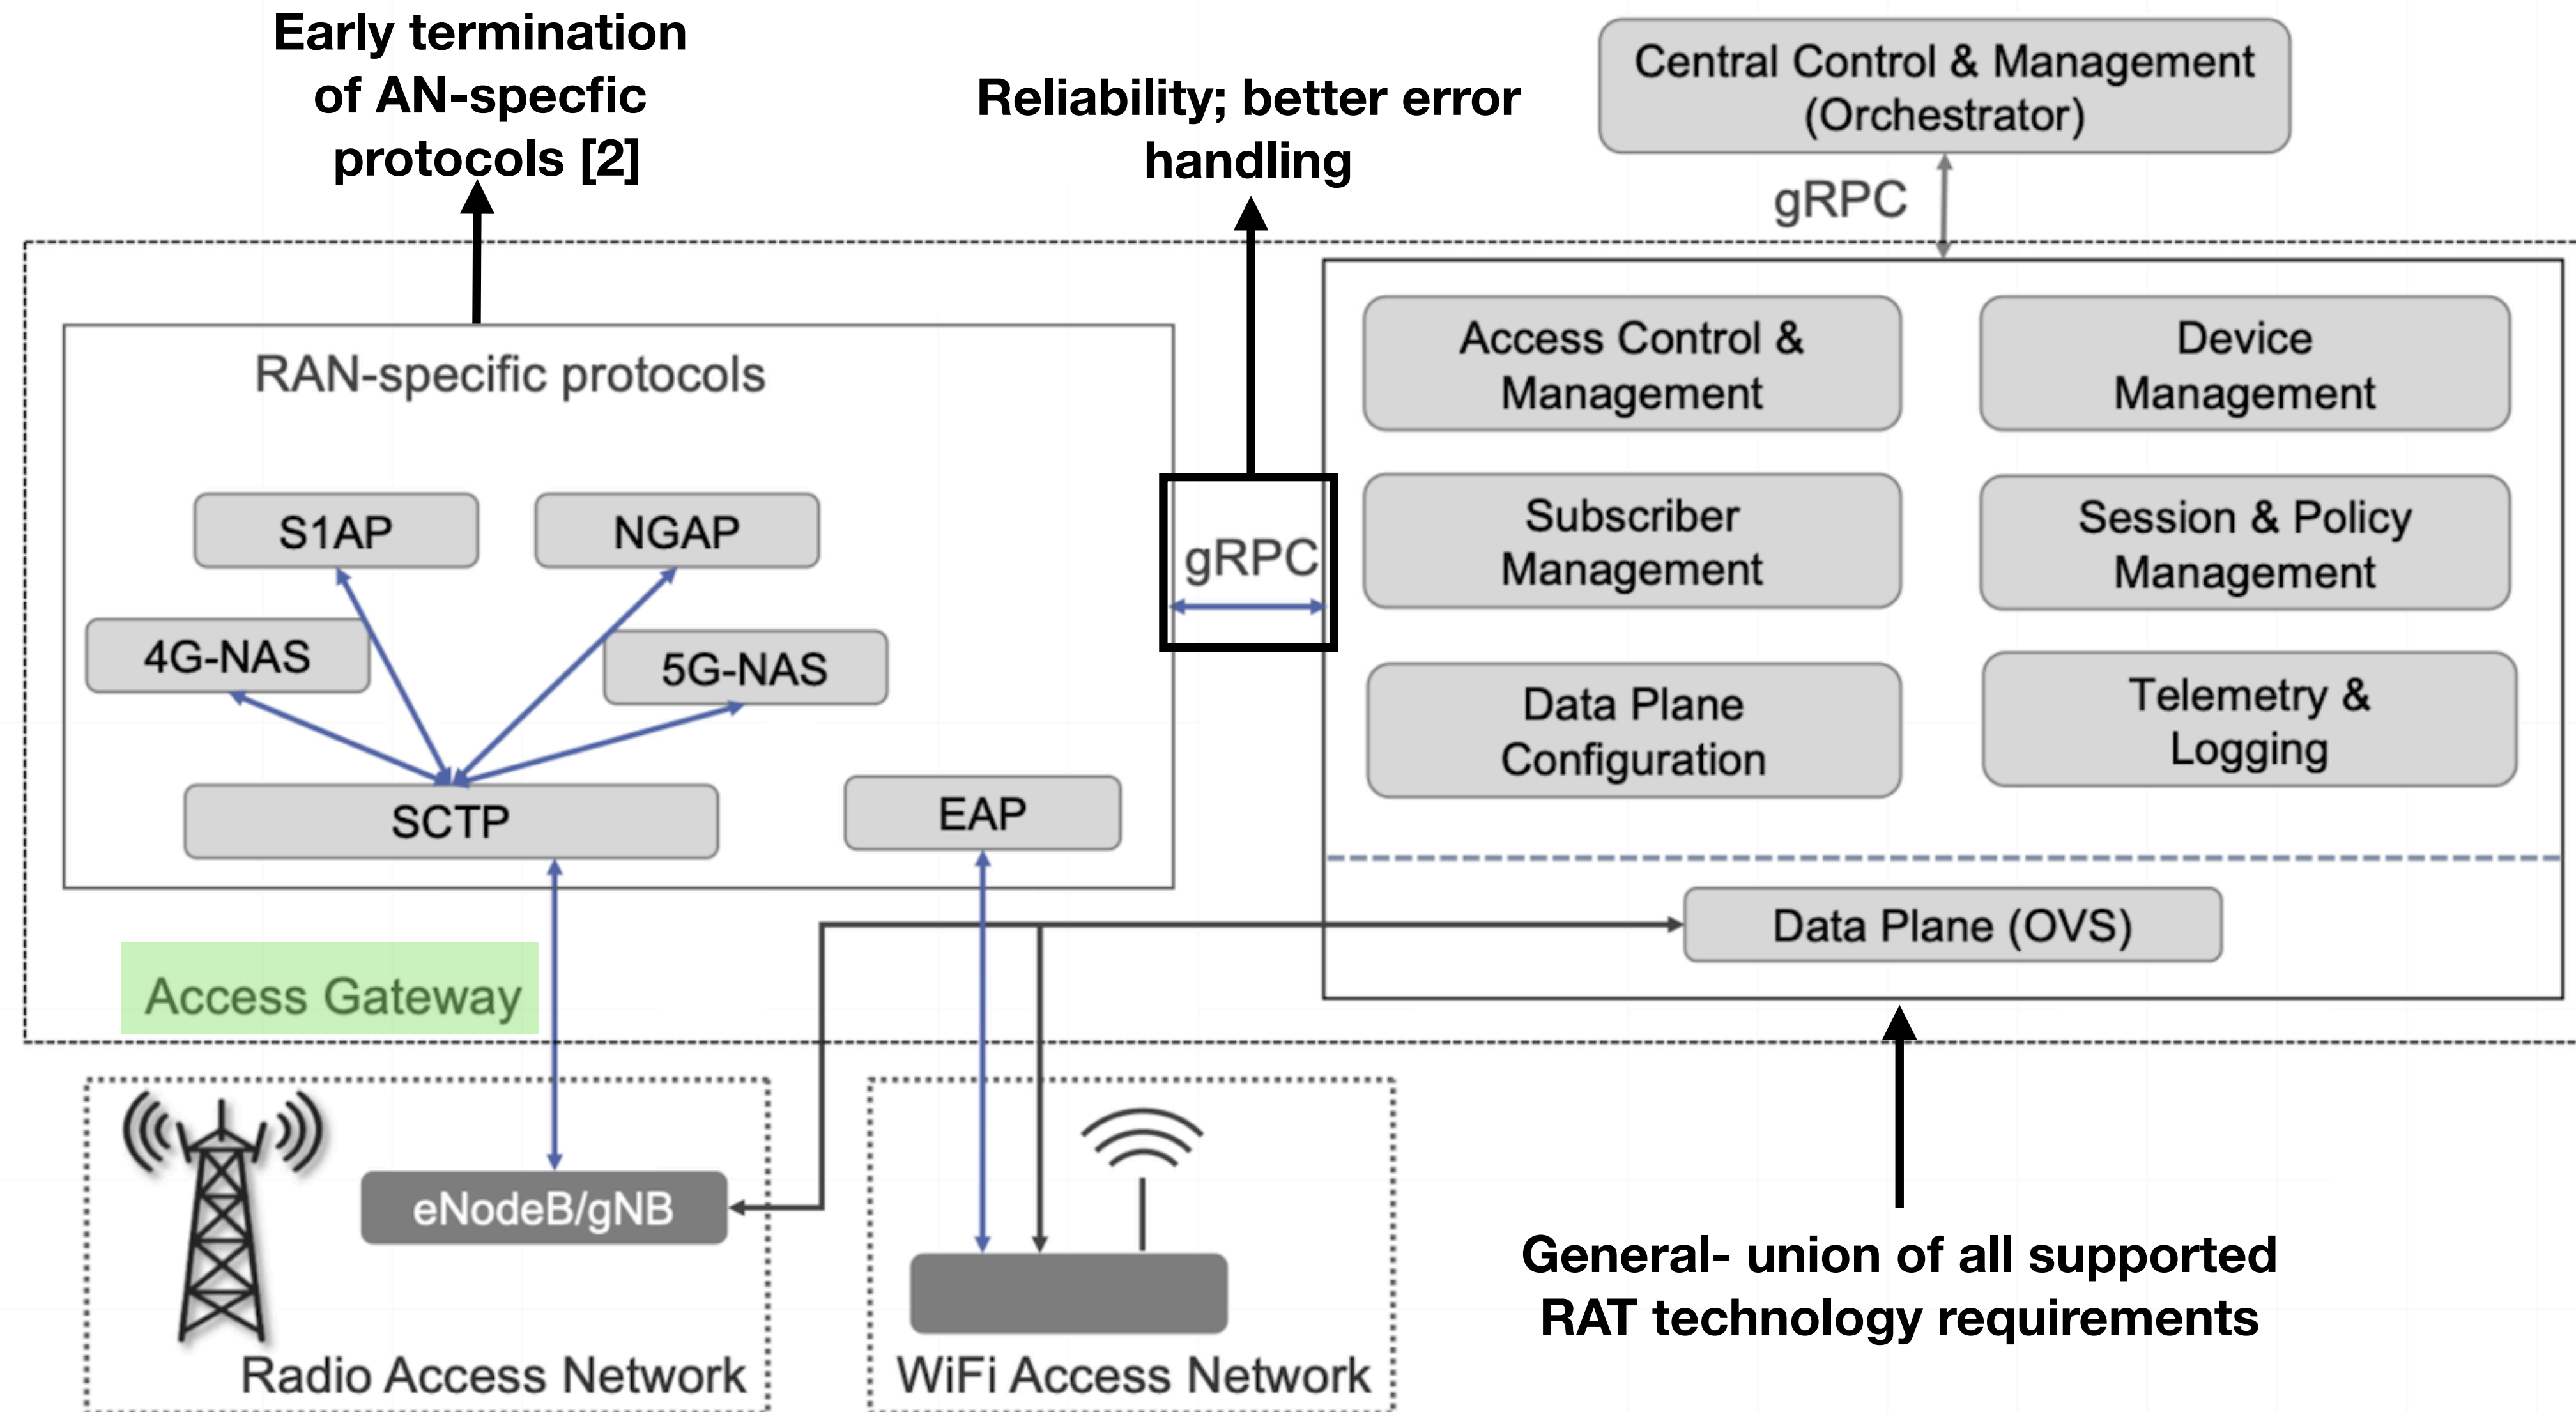 Early termination
of AN-specfic
protocols [2]
Reliability; better error
handling
Central Control & Management
(Orchestrator)
gRPC
RAN-specific protocols
S1AP
NGAP
4G-NAS
5G-NAS
SCTP
EAP
gRPC
Access Control &
Management
Device
Management
Subscriber
Management
Session & Policy
Management
Data Plane
Configuration
Telemetry &
Logging
Data Plane (OVS)
Access Gateway
eNodeB/gNB
Radio Access Network
WiFi Access Network
General- union of all supported
RAT technology requirements